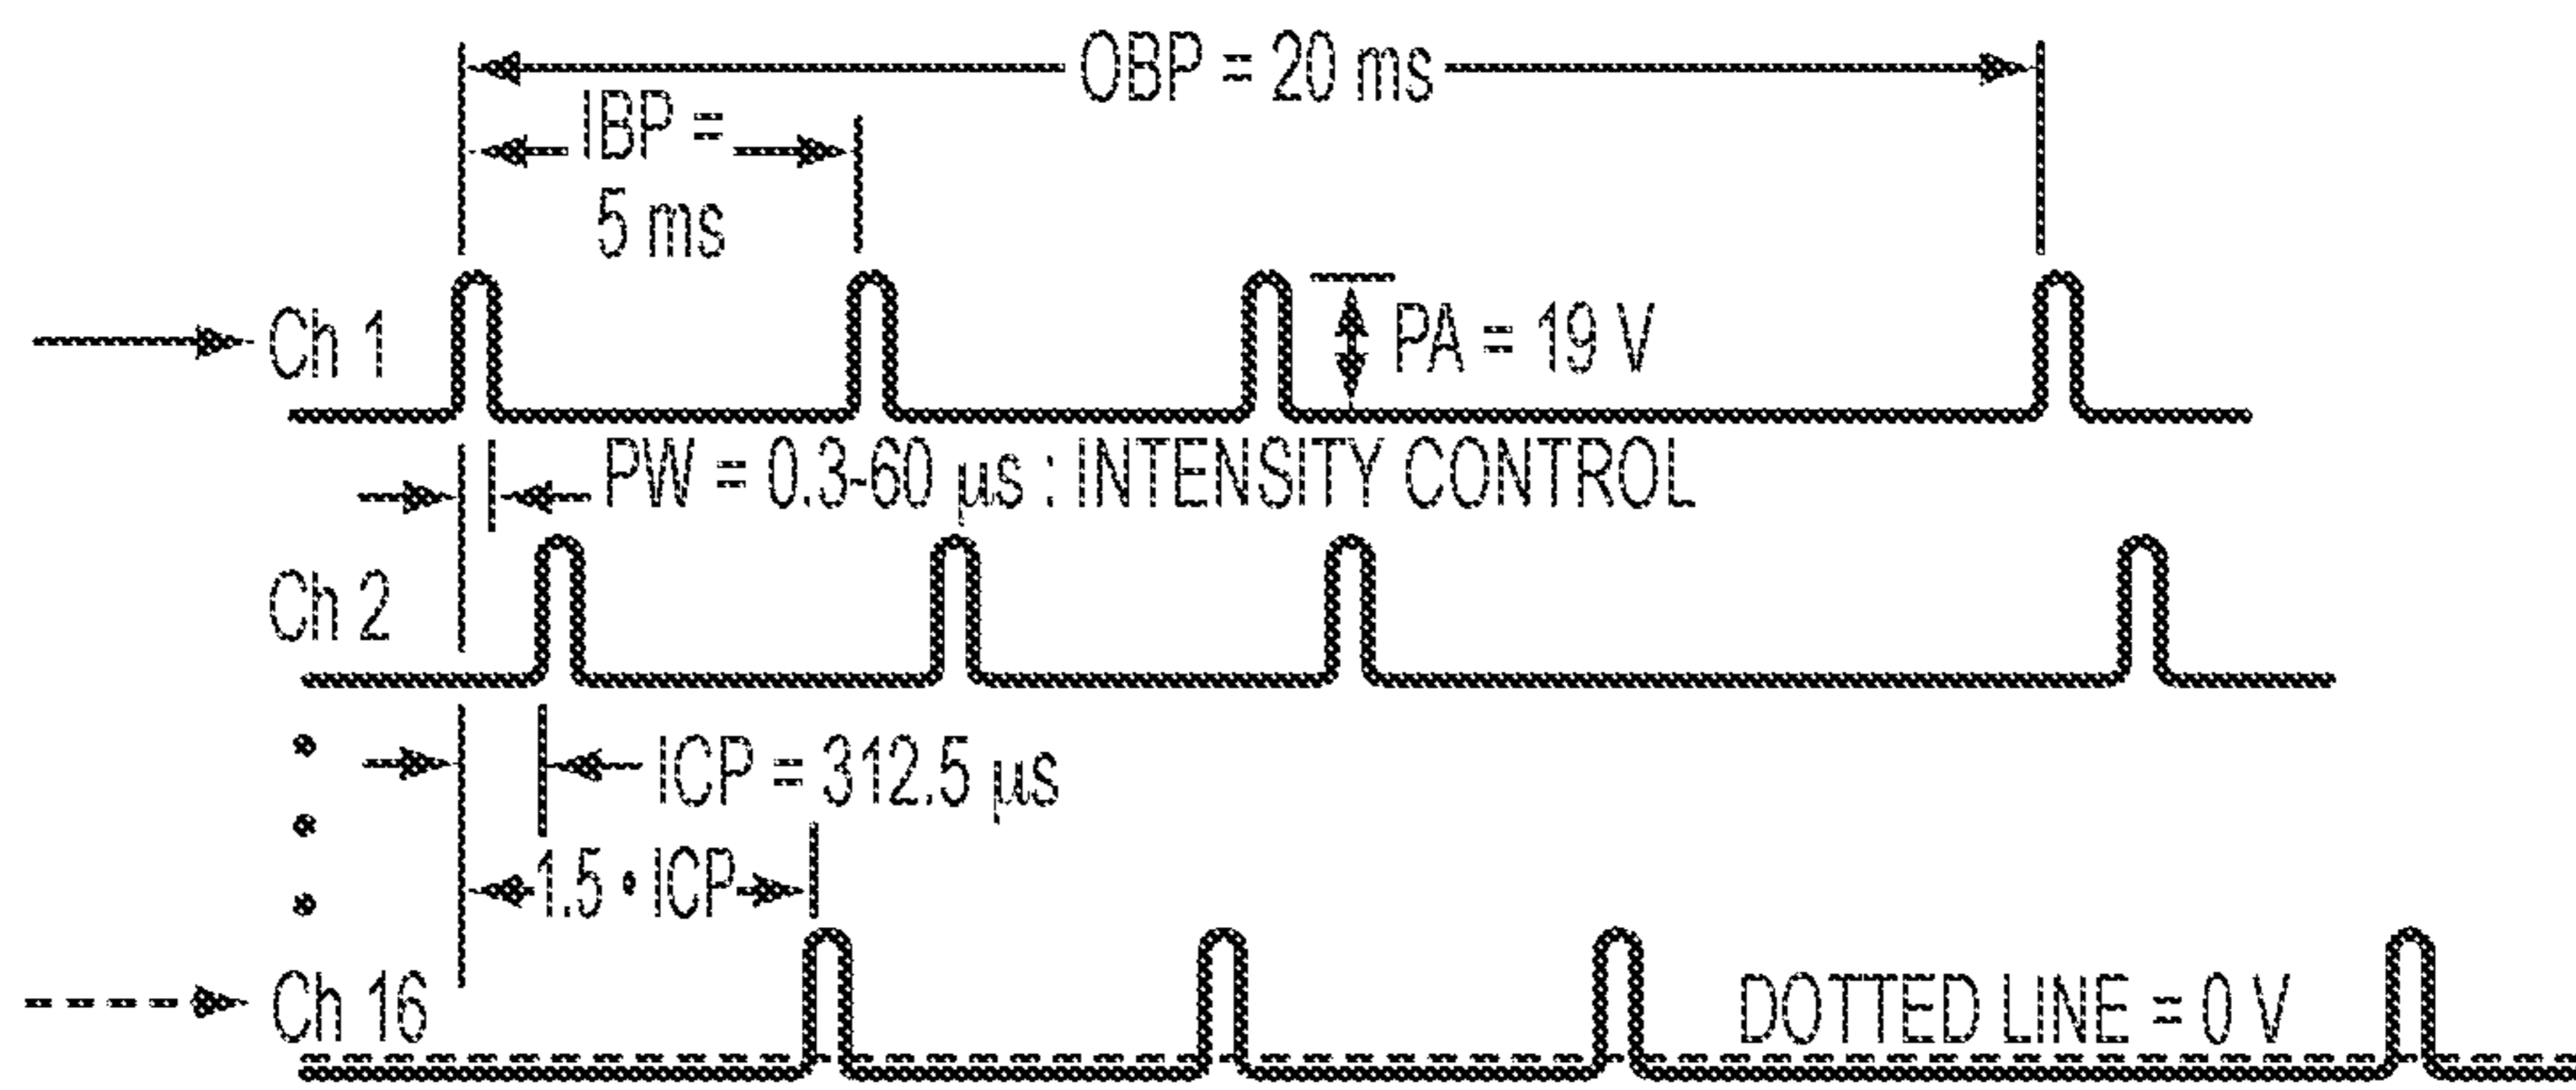 OBP = 20 ms
IBP =
5 ms
Ch 1
PA = 19 V
PW = 0.3-60 µs : INTENSITY CONTROL
Ch 2
ICP = 312.5 µs
1.5 • ICP
Ch 16
DOTTED LINE = 0 V